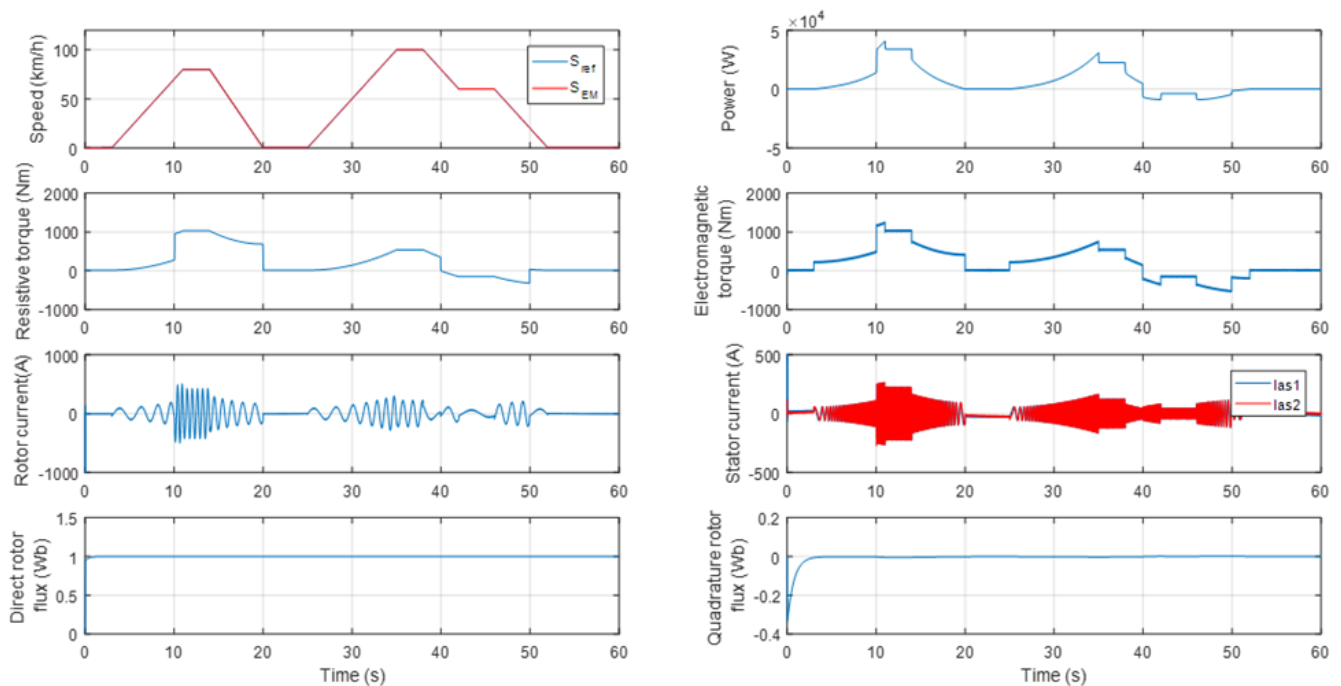 Speed (km/h)
100
50
0
0 10 20 30 40 50 60
S_ref
S_EM
Resistive torque (Nm)
2000
1000
0
-1000
0 10 20 30 40 50 60
Rotor current(A)
1000
0
-1000
0 10 20 30 40 50 60
Direct rotor
flux (Wb)
1.5
1
0.5
0
0 10 20 30 40 50 60
Time (s)
×10^4
Power (W)
5
0
-5
0 10 20 30 40 50 60
Electromagnetic
torque (Nm)
2000
1000
0
-1000
0 10 20 30 40 50 60
Stator current (A)
500
0
-500
0 10 20 30 40 50 60
Ias1
Ias2
Quadrature rotor
flux (Wb)
0.2
0
-0.2
-0.4
0 10 20 30 40 50 60
Time (s)